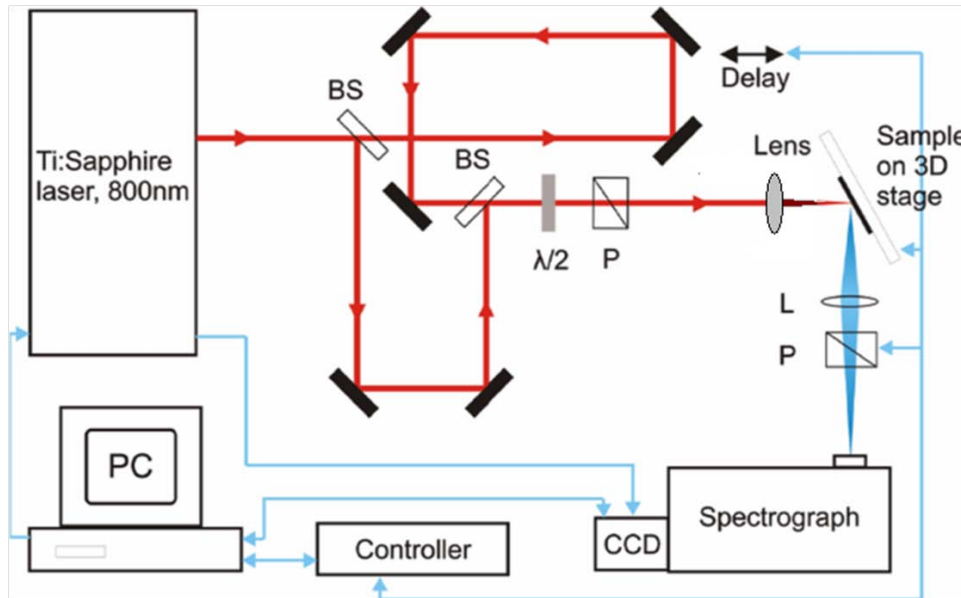 BS
Delay
Ti:Sapphire
laser, 800nm
BS
Lens
Sample
on 3D
stage
λ/2
P
L
P
PC
Spectrograph
CCD
Controller